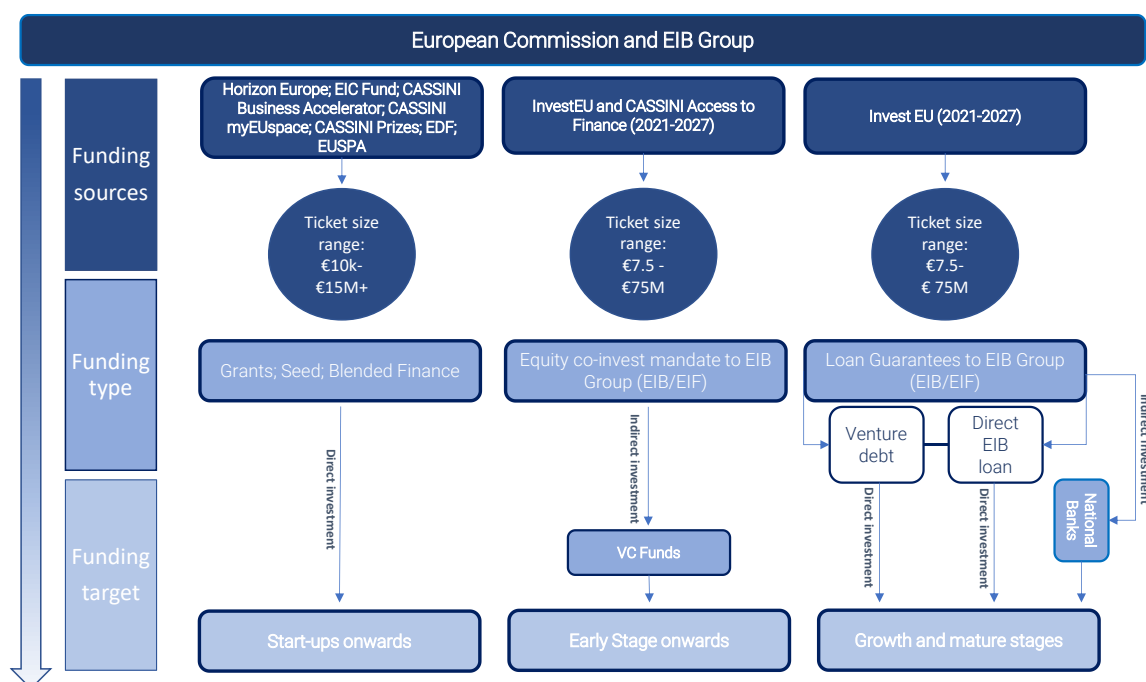 European Commission and EIB Group
Funding
sources
Horizon Europe; EIC Fund; CASSINI
Business Accelerator; CASSINI
myEUspace; CASSINI Prizes; EDF;
EUSPA
InvestEU and CASSINI Access to
Finance (2021-2027)
Invest EU (2021-2027)
Ticket size
range:
€10k-
€15M+
Ticket size
range:
€7.5 -
€75M
Ticket size
range:
€7.5-
€ 75M
Funding
type
Grants; Seed; Blended Finance
Equity co-invest mandate to EIB
Group (EIB/EIF)
Loan Guarantees to EIB Group
(EIB/EIF)
Direct investment
Indirect investment
Venture
debt
Direct
EIB
loan
Indirect investment
Direct investment
Direct investment
National
Banks
VC Funds
Funding
target
Start-ups onwards
Early Stage onwards
Growth and mature stages